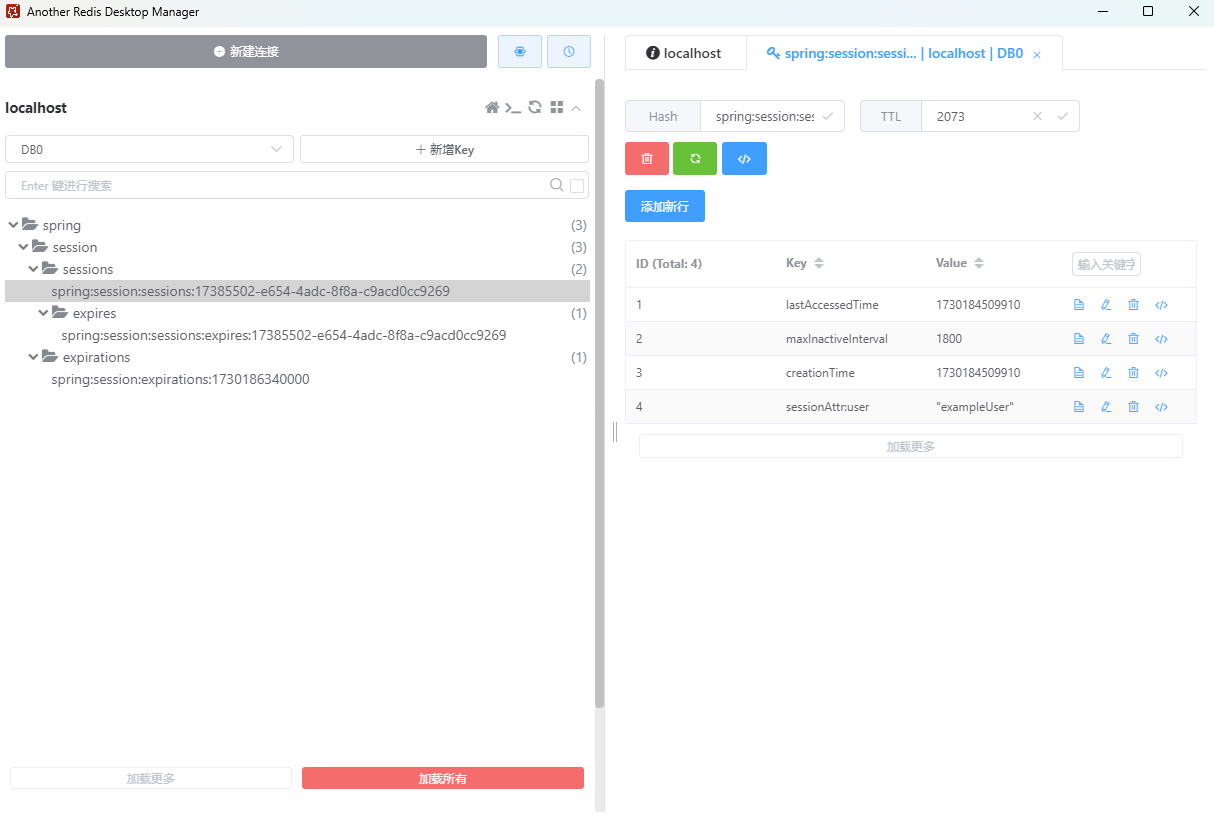 Another Redis Desktop Manager
新建连接
localhost
DB0
新增Key
Enter 键进行搜索
spring (3)
session (3)
sessions (2)
spring:session:sessions:17385502-e654-4adc-8f8a-c9acd0cc9269
expires (1)
spring:session:sessions:expires:17385502-e654-4adc-8f8a-c9acd0cc9269
expirations (1)
spring:session:expirations:1730186340000
加载更多 加载所有
localhost spring:session:sessi... | localhost | DB0
Hash spring:session:ses TTL 2073
添加新行
ID (Total: 4) Key Value 输入关键字
1 lastAccessedTime 1730184509910
2 maxInactiveInterval 1800
3 creationTime 1730184509910
4 sessionAttr:user "exampleUser"
加载更多